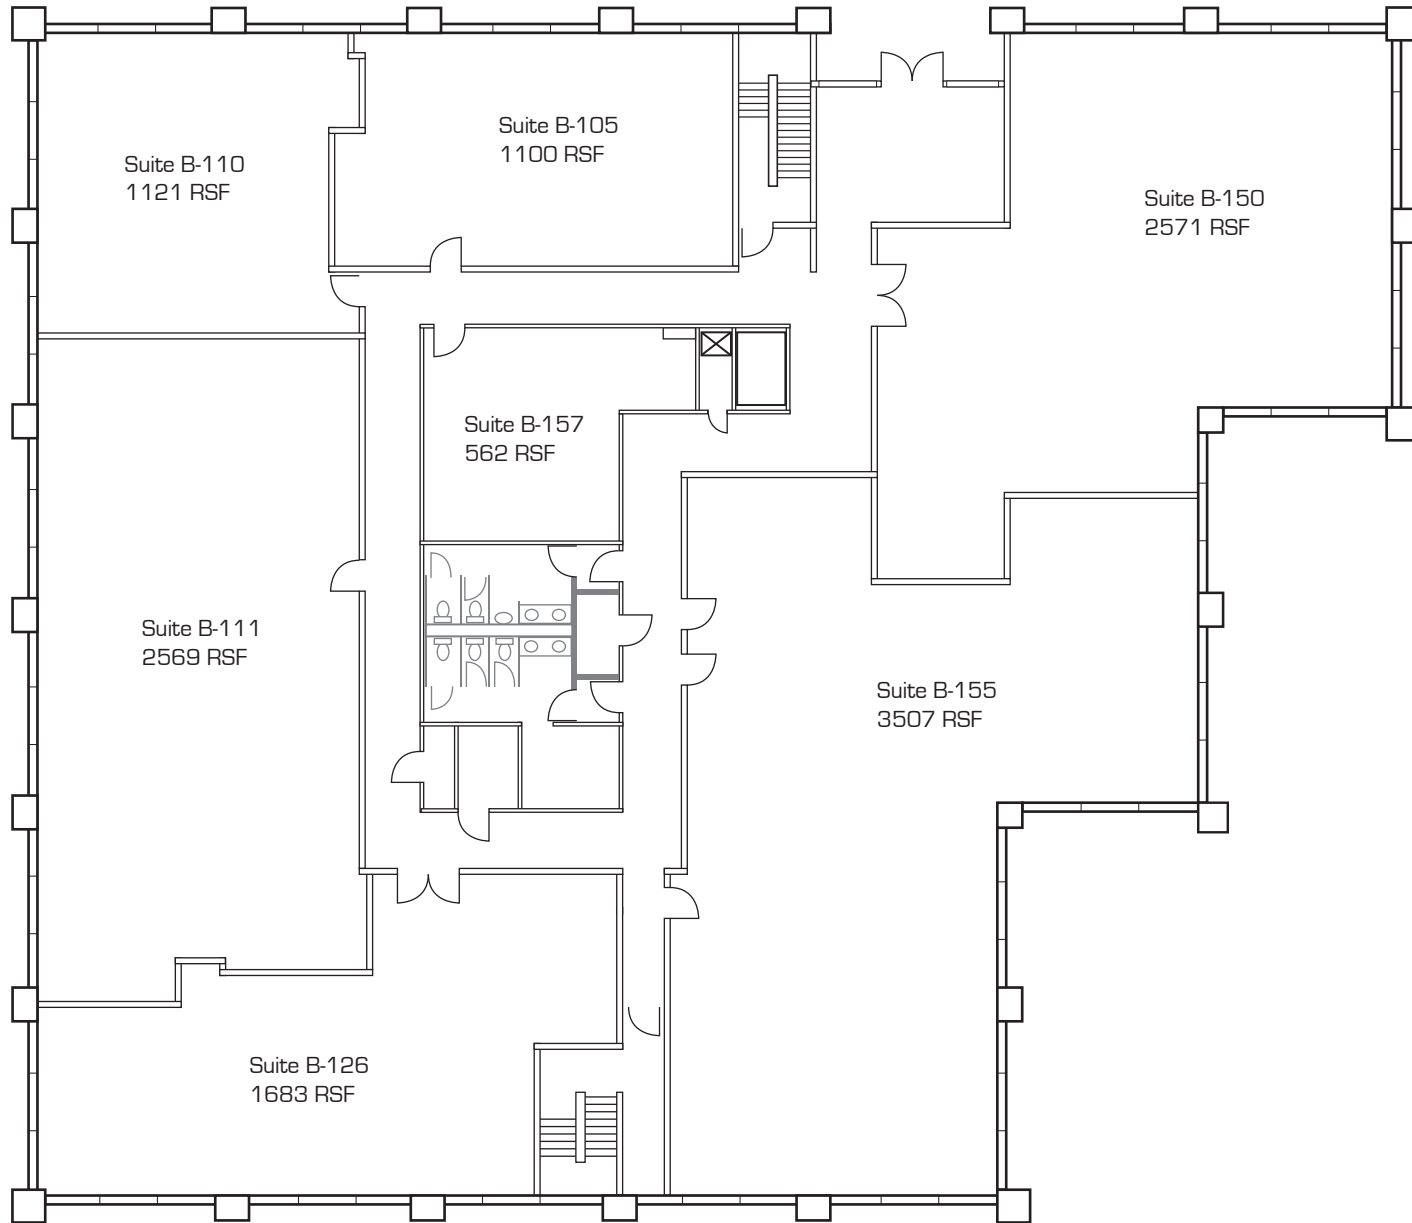 Suite B-105
1100 RSF
Suite B-110
1121 RSF
Suite B-150
2571 RSF
Suite B-157
562 RSF
Suite B-111
2569 RSF
Suite B-155
3507 RSF
Suite B-126
1683 RSF